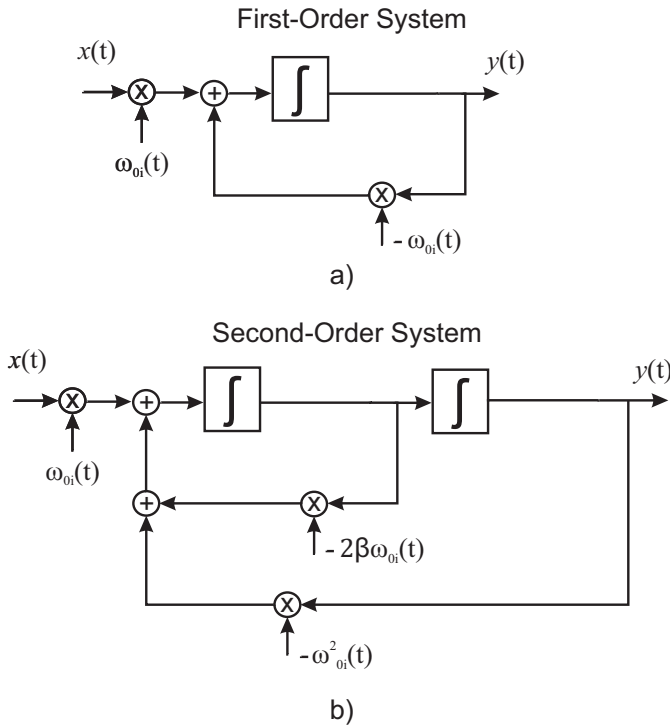 First-Order System
x(t)
y(t)
x
+
∫
ω₀ᵢ(t)
x
- ω₀ᵢ(t)
a)
Second-Order System
x(t)
y(t)
x
+
∫
∫
ω₀ᵢ(t)
+
x
- 2βω₀ᵢ(t)
x
- ω²₀ᵢ(t)
b)